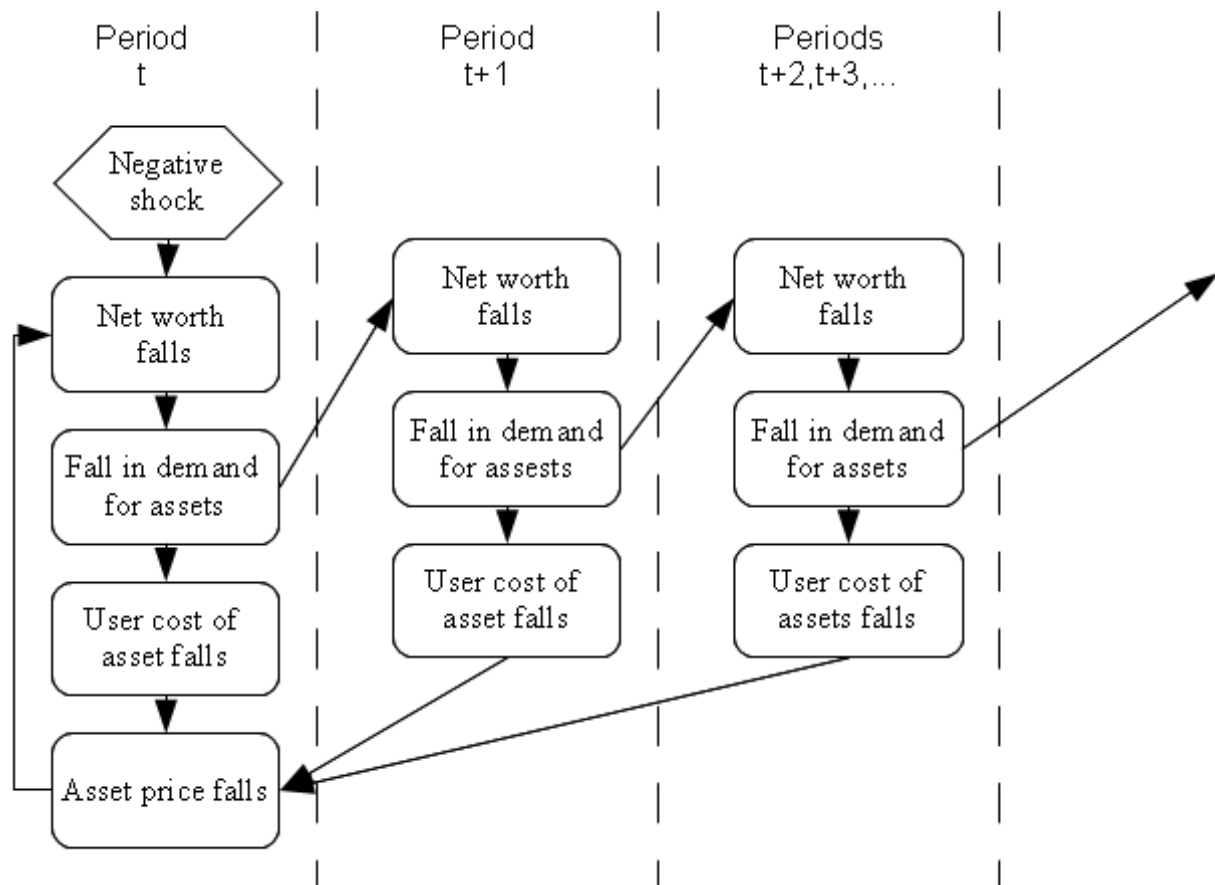 Period
t
Period
t+1
Periods
t+2,t+3,...
Negative
shock
Net worth
falls
Fall in demand
for assets
User cost of
asset falls
Asset price falls
Net worth
falls
Fall in demand
for assests
User cost of
asset falls
Net worth
falls
Fall in demand
for assets
User cost of
assets falls